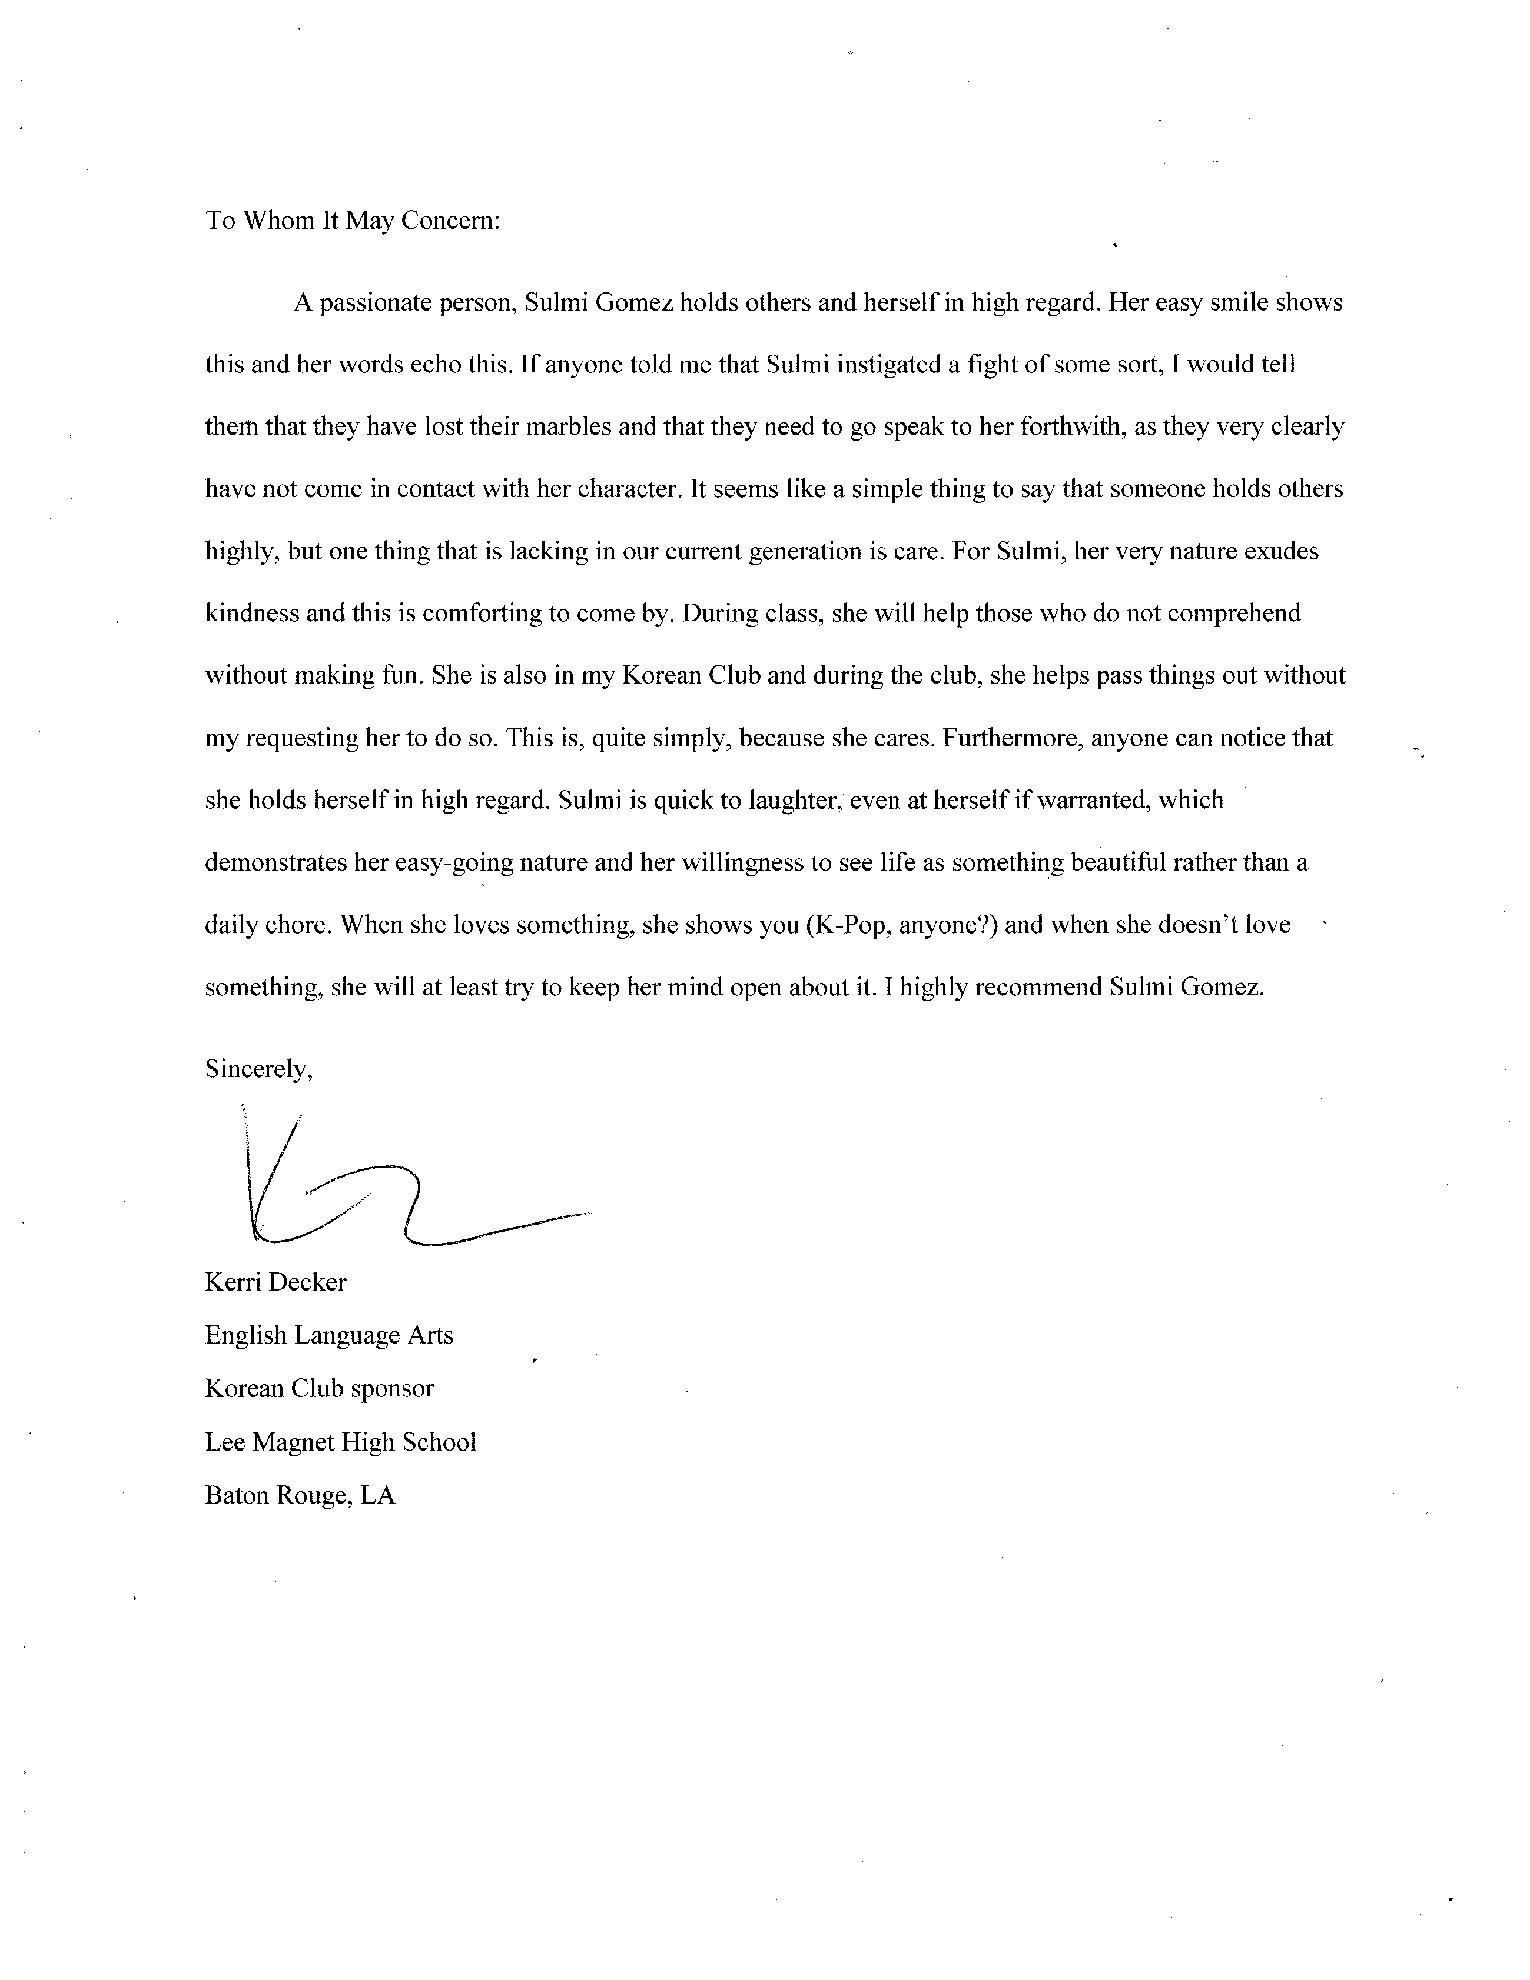 To Whom It May Concern:
A passionate person, Sulmi Gomez holds others and herself in high regard. Her easy smile shows
this and her words echo this. If anyone told me that Sulmi instigated a fight of some sort, I would tell
them that they have lost their marbles and that they need to go speak to her forthwith, as they very clearly
have not come in contact with her character. It seems like a simple thing to say that someone holds others
highly, but one thing that is lacking in our current generation is care. For Sulmi, her very nature exudes
kindness and this is comforting to come by. During class, she will help those who do not comprehend
without making fun. She is also in my Korean Club and during the club, she helps pass things out without
my requesting her to do so. This is, quite simply, because she cares. Furthermore, anyone can notice that
she holds herself in high regard. Sulmi is quick to laughter, even at herself if warranted, which
demonstrates her easy-going nature and her willingness to see life as something beautiful rather than a
daily chore. When she loves something, she shows you (K-Pop, anyone?) and when she doesn't love
something, she will at least try to keep her mind open about it. I highly recommend Sulmi Gomez.
Sincerely,
Kerri Decker
English Language Arts
Korean Club sponsor
Lee Magnet High School
Baton Rouge, LA